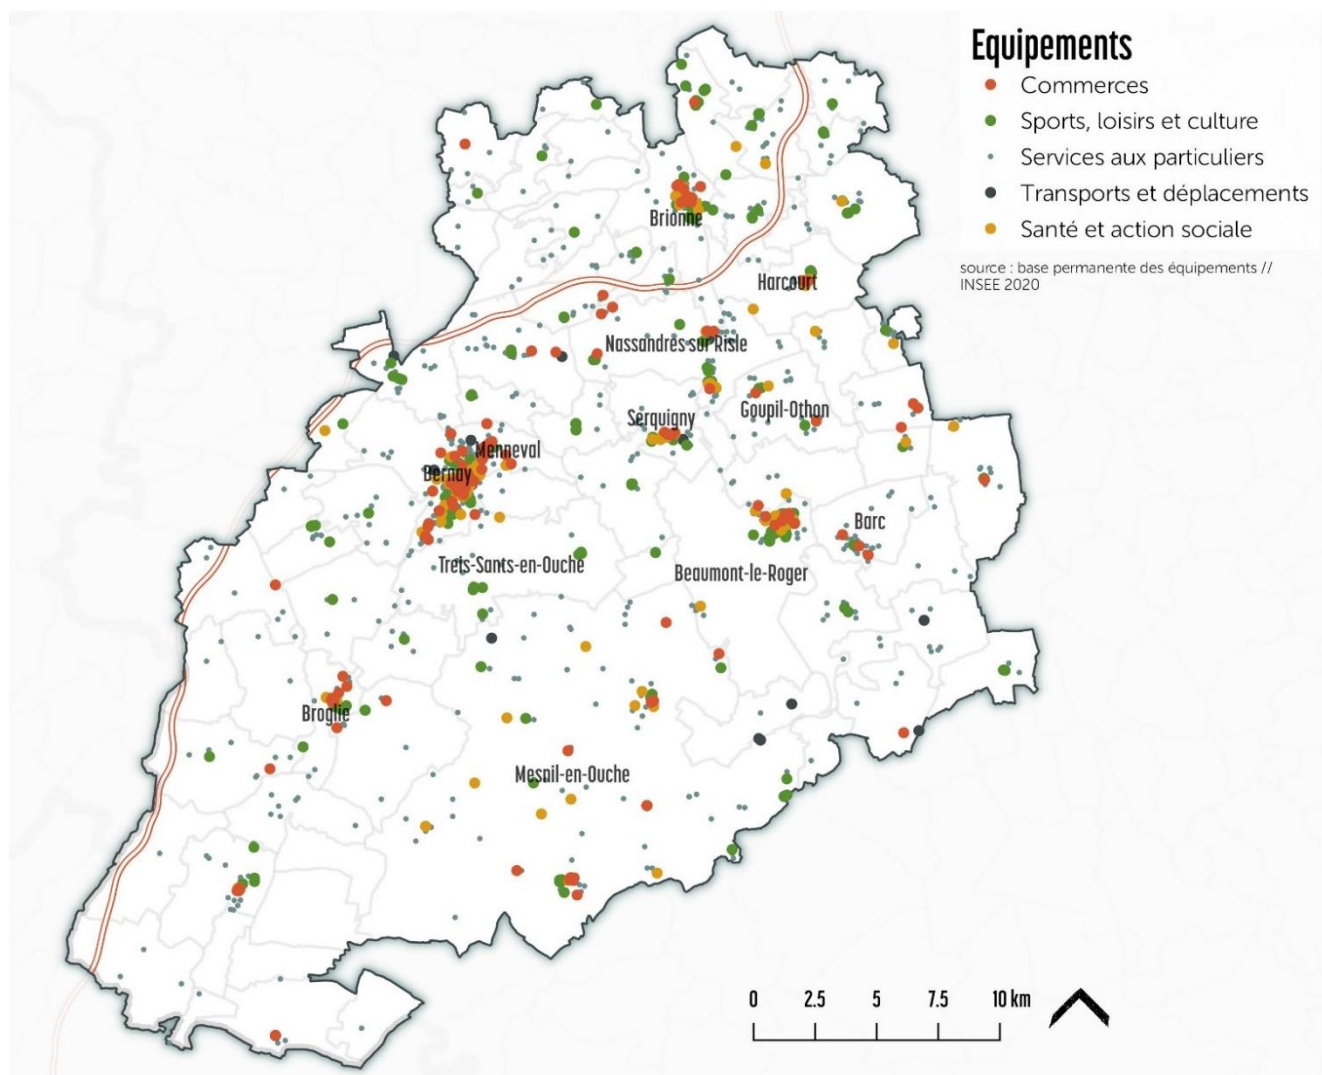 Equipements
Commerces
Sports, loisirs et culture
Services aux particuliers
Transports et déplacements
Santé et action sociale
source : base permanente des équipements //
INSEE 2020
Brionne
Harcourt
Nassandres sur Risle
Goupil-Othon
Serquigny
Menneval
Bernay
Barc
Treis-Sants-en-Ouche
Beaumont-le-Roger
Broglie
Mesnil-en-Ouche
0 2.5 5 7.5 10 km